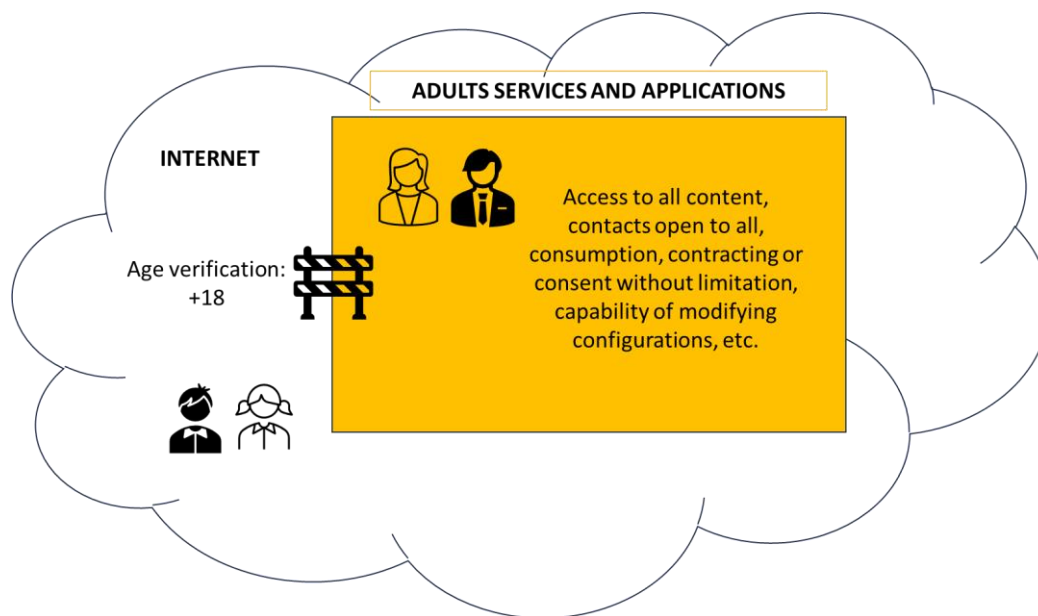 ADULTS SERVICES AND APPLICATIONS
INTERNET
Access to all content,
contacts open to all,
consumption, contracting or
consent without limitation,
capability of modifying
configurations, etc.
Age verification:
+18